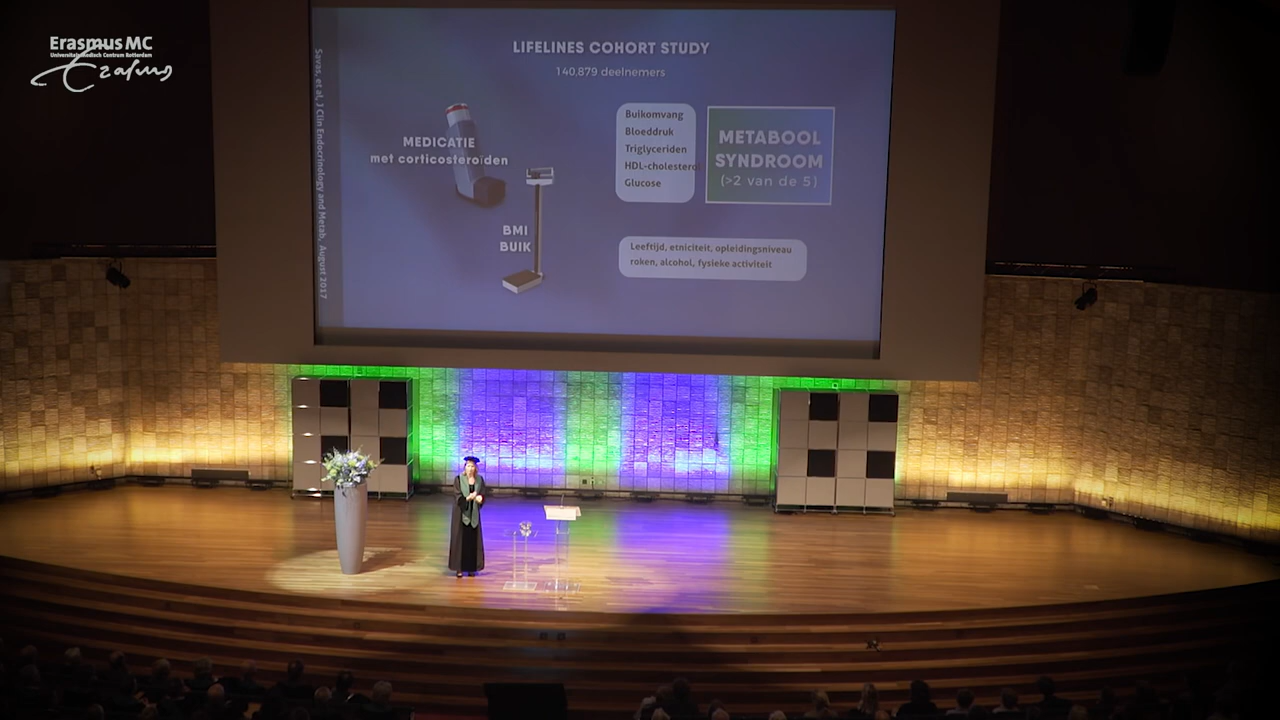 Erasmus MC
Universitair Medisch Centrum Rotterdam
Erasmus
LIFELINES COHORT STUDY
140,879 deelnemers
Savas, et al, J Clin Endocrinology and Metab, August 2017
MEDICATIE
met corticosteroïden
BMI
BUIK
Buikomvang
Bloeddruk
Triglyceriden
HDL-cholesterol
Glucose
METABOOL
SYNDROOM
(>2 van de 5)
Leeftijd, etniciteit, opleidingsniveau
roken, alcohol, fysieke activiteit